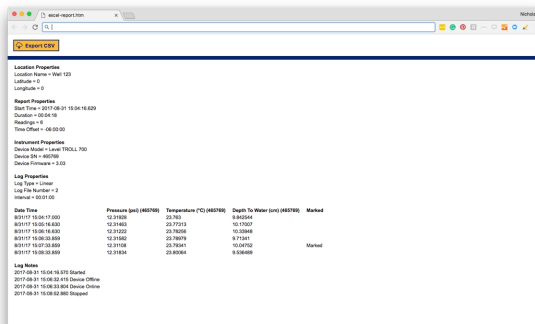 escal-report.htm
Nichola
Export CSV
Location Properties
Location Name = Well 123
Latitude = 0
Longitude = 0
Report Properties
Start Time = 2017-08-31 15:04:16.629
Duration = 00:04:18
Readings = 6
Time Offset = -06:00:00
Instrument Properties
Device Model = Level TROLL 700
Device SN = 465769
Device Firmware = 3.03
Log Properties
Log Type = Linear
Log File Number = 2
Interval = 00:01:00
Date Time Pressure (psi) (465769) Temperature (°C) (465769) Depth To Water (cm) (465769) Marked
8/31/17 15:04:17.000 12.31928 23.763 9.942544
8/31/17 15:05:16.630 12.31463 23.77313 10.17007
8/31/17 15:06:16.630 12.31222 23.78256 10.33948
8/31/17 15:06:33.859 12.31582 23.78979 9.71341
8/31/17 15:07:33.859 12.31108 23.79341 10.04752 Marked
8/31/17 15:08:33.859 12.31834 23.80064 9.536489
Log Notes
2017-08-31 15:04:16.570 Started
2017-08-31 15:06:32.415 Device Offline
2017-08-31 15:06:33.804 Device Online
2017-08-31 15:08:52.660 Stopped